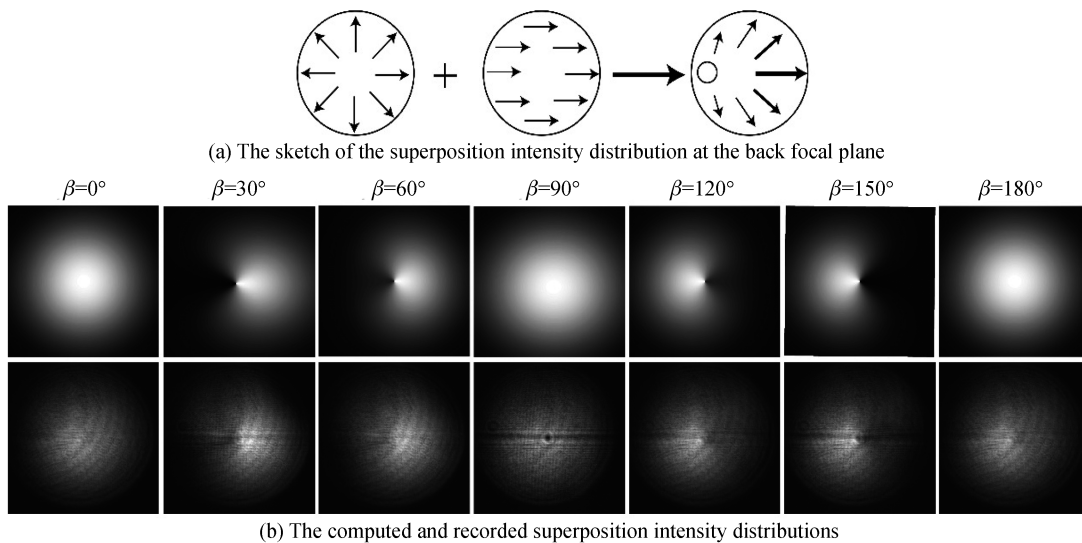 (a) The sketch of the superposition intensity distribution at the back focal plane
β=0° β=30° β=60° β=90° β=120° β=150° β=180°
(b) The computed and recorded superposition intensity distributions